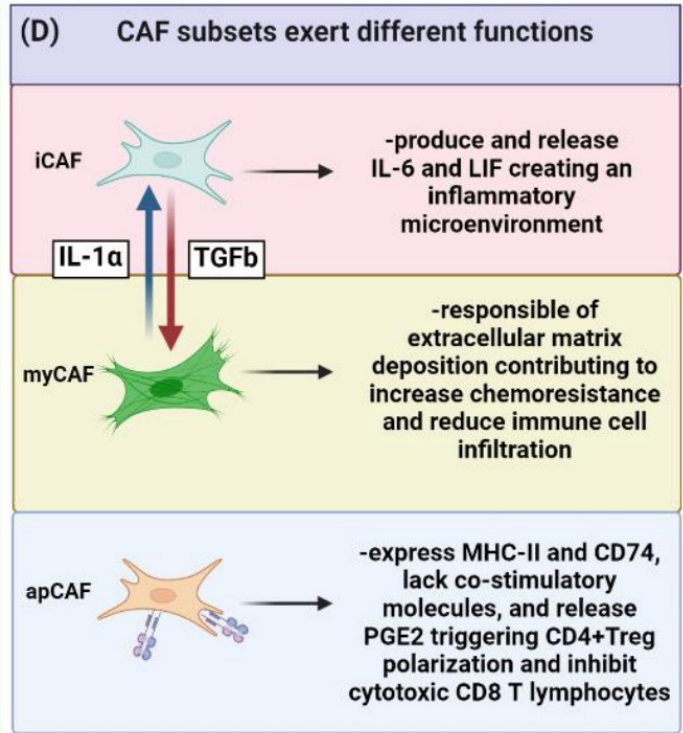 (D) CAF subsets exert different functions
iCAF
-produce and release
IL-6 and LIF creating an
inflammatory
microenvironment
IL-1α
TGFb
myCAF
-responsible of
extracellular matrix
deposition contributing to
increase chemoresistance
and reduce immune cell
infiltration
apCAF
-express MHC-II and CD74,
lack co-stimulatory
molecules, and release
PGE2 triggering CD4+Treg
polarization and inhibit
cytotoxic CD8 T lymphocytes